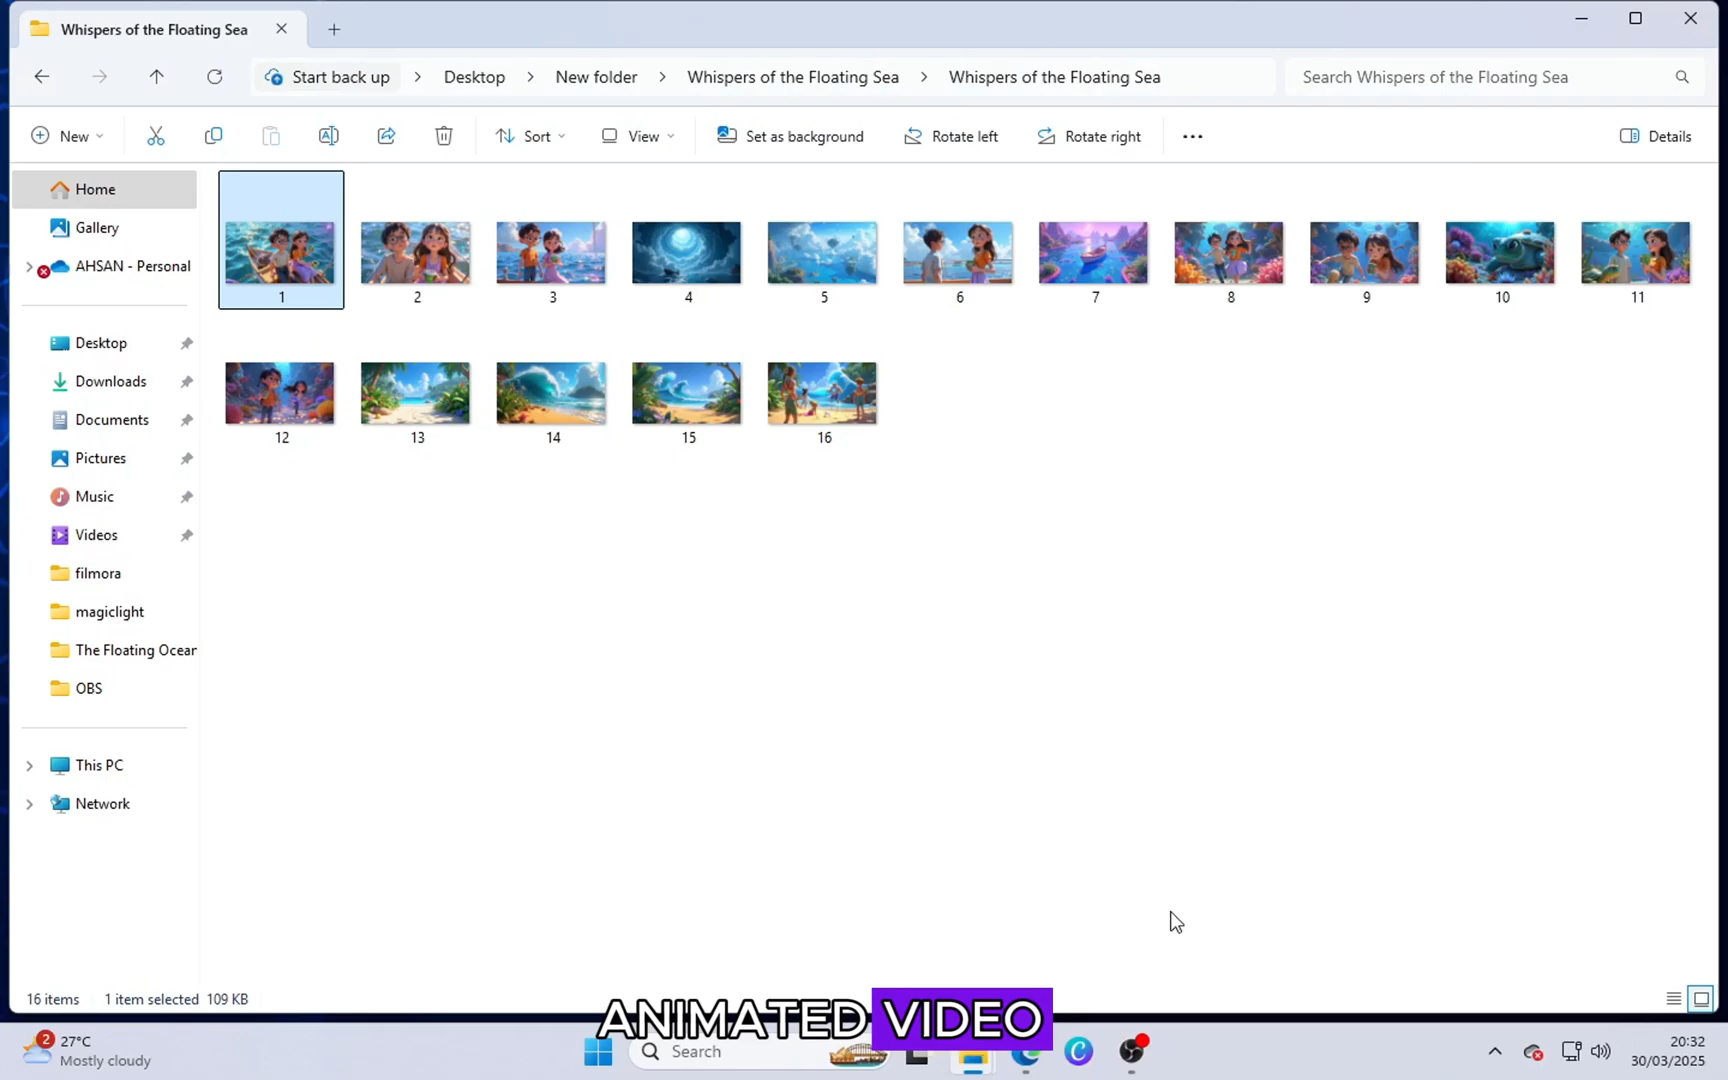 Whispers of the Floating Sea
Start back up > Desktop > New folder > Whispers of the Floating Sea > Whispers of the Floating Sea
Search Whispers of the Floating Sea
New
Sort
View
Set as background
Rotate left
Rotate right
Details
Home
Gallery
AHSAN - Personal
Desktop
Downloads
Documents
Pictures
Music
Videos
filmora
magiclight
The Floating Ocear
OBS
This PC
Network
1 2 3 4 5 6 7 8 9 10 11
12 13 14 15 16
16 items 1 item selected 109 KB
ANIMATED VIDEO
2
27°C
Mostly cloudy
Search
20:32
30/03/2025